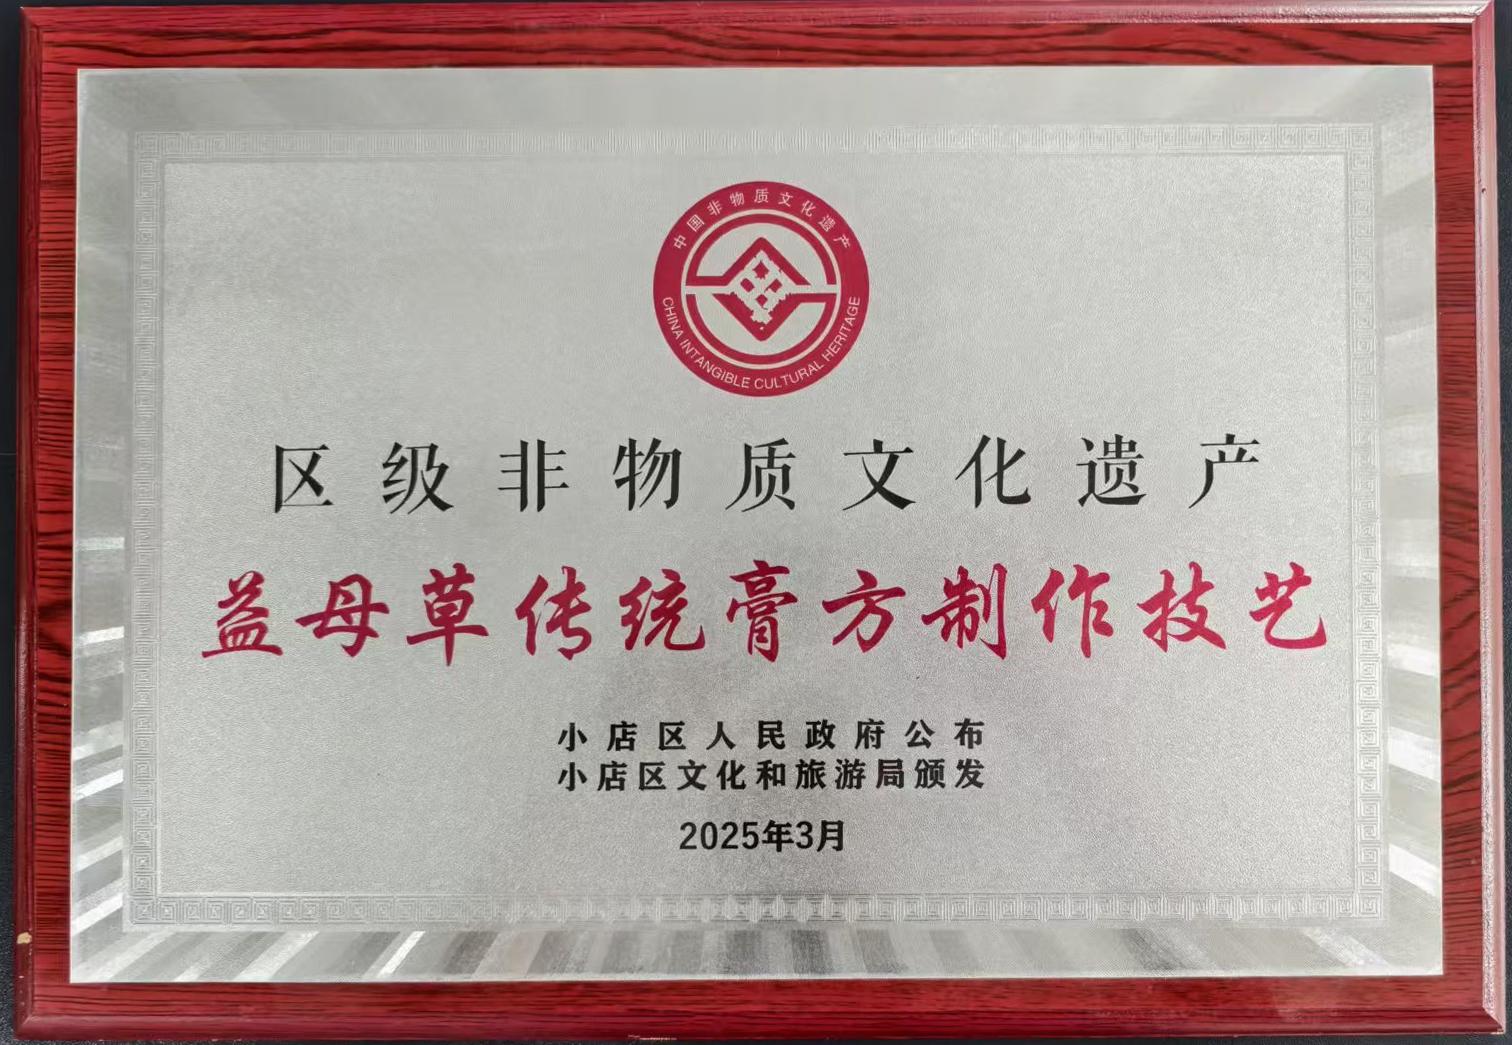 中国非物质文化遗产
CHINA INTANGIBLE CULTURAL HERITAGE
区级非物质文化遗产
益母草传统膏方制作技艺
小店区人民政府公布
小店区文化和旅游局颁发
2025年3月